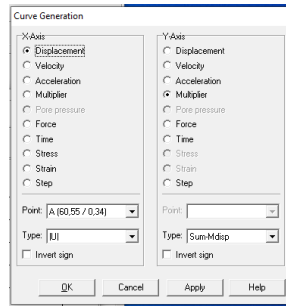 Curve Generation
X-Axis
Displacement
Velocity
Acceleration
Multiplier
Pore pressure
Force
Time
Stress
Strain
Step
Point: A (60,55 / 0,34)
Type: |U|
Invert sign
Y-Axis
Displacement
Velocity
Acceleration
Multiplier
Pore pressure
Force
Time
Stress
Strain
Step
Point:
Type: Sum-Mdisp
Invert sign
OK Cancel Apply Help